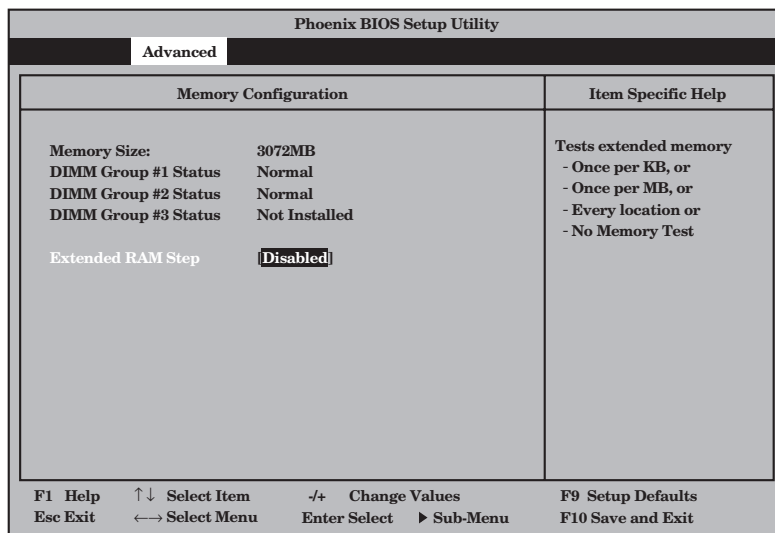 Phoenix BIOS Setup Utility
Advanced
Memory Configuration
Item Specific Help
Memory Size: 3072MB
DIMM Group #1 Status Normal
DIMM Group #2 Status Normal
DIMM Group #3 Status Not Installed
Extended RAM Step [Disabled]
Tests extended memory
- Once per KB, or
- Once per MB, or
- Every location or
- No Memory Test
F1 Help ↑↓ Select Item -/+ Change Values F9 Setup Defaults
Esc Exit ←→ Select Menu Enter Select ▶ Sub-Menu F10 Save and Exit